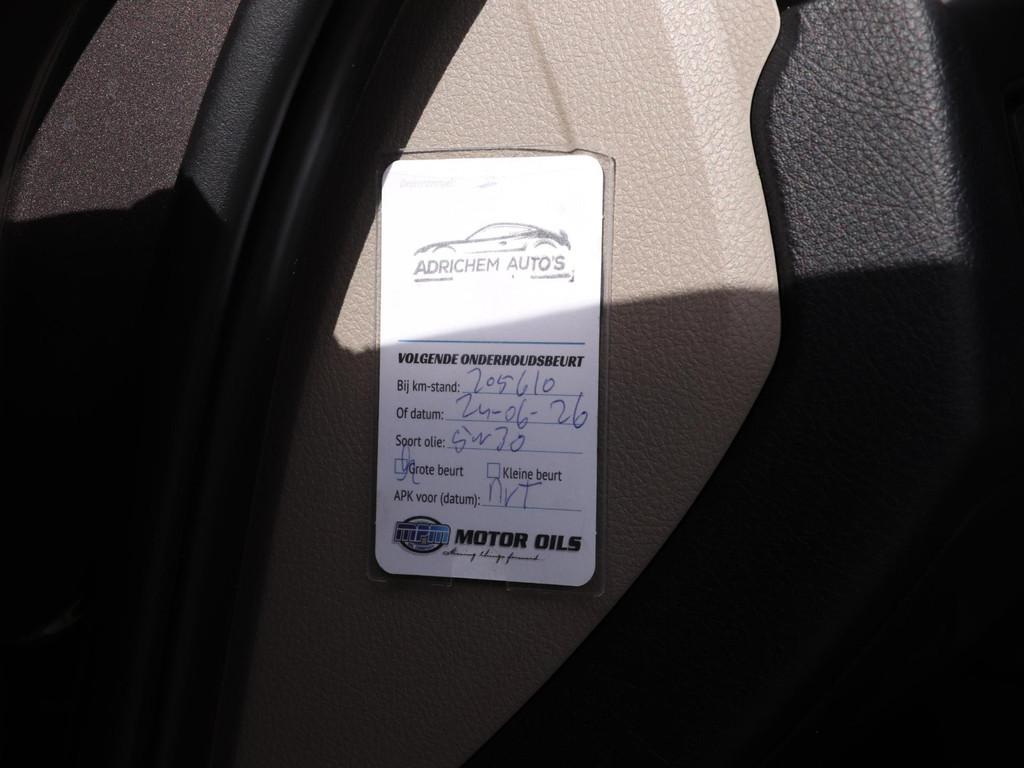 ADRICHEM AUTO'S
VOLGENDE ONDERHOUDSBEURT
Bij km-stand: 205610
Of datum: 24-06-26
Soort olie: 5w30
Grote beurt Kleine beurt
APK voor (datum): nvT
MPM MOTOR OILS